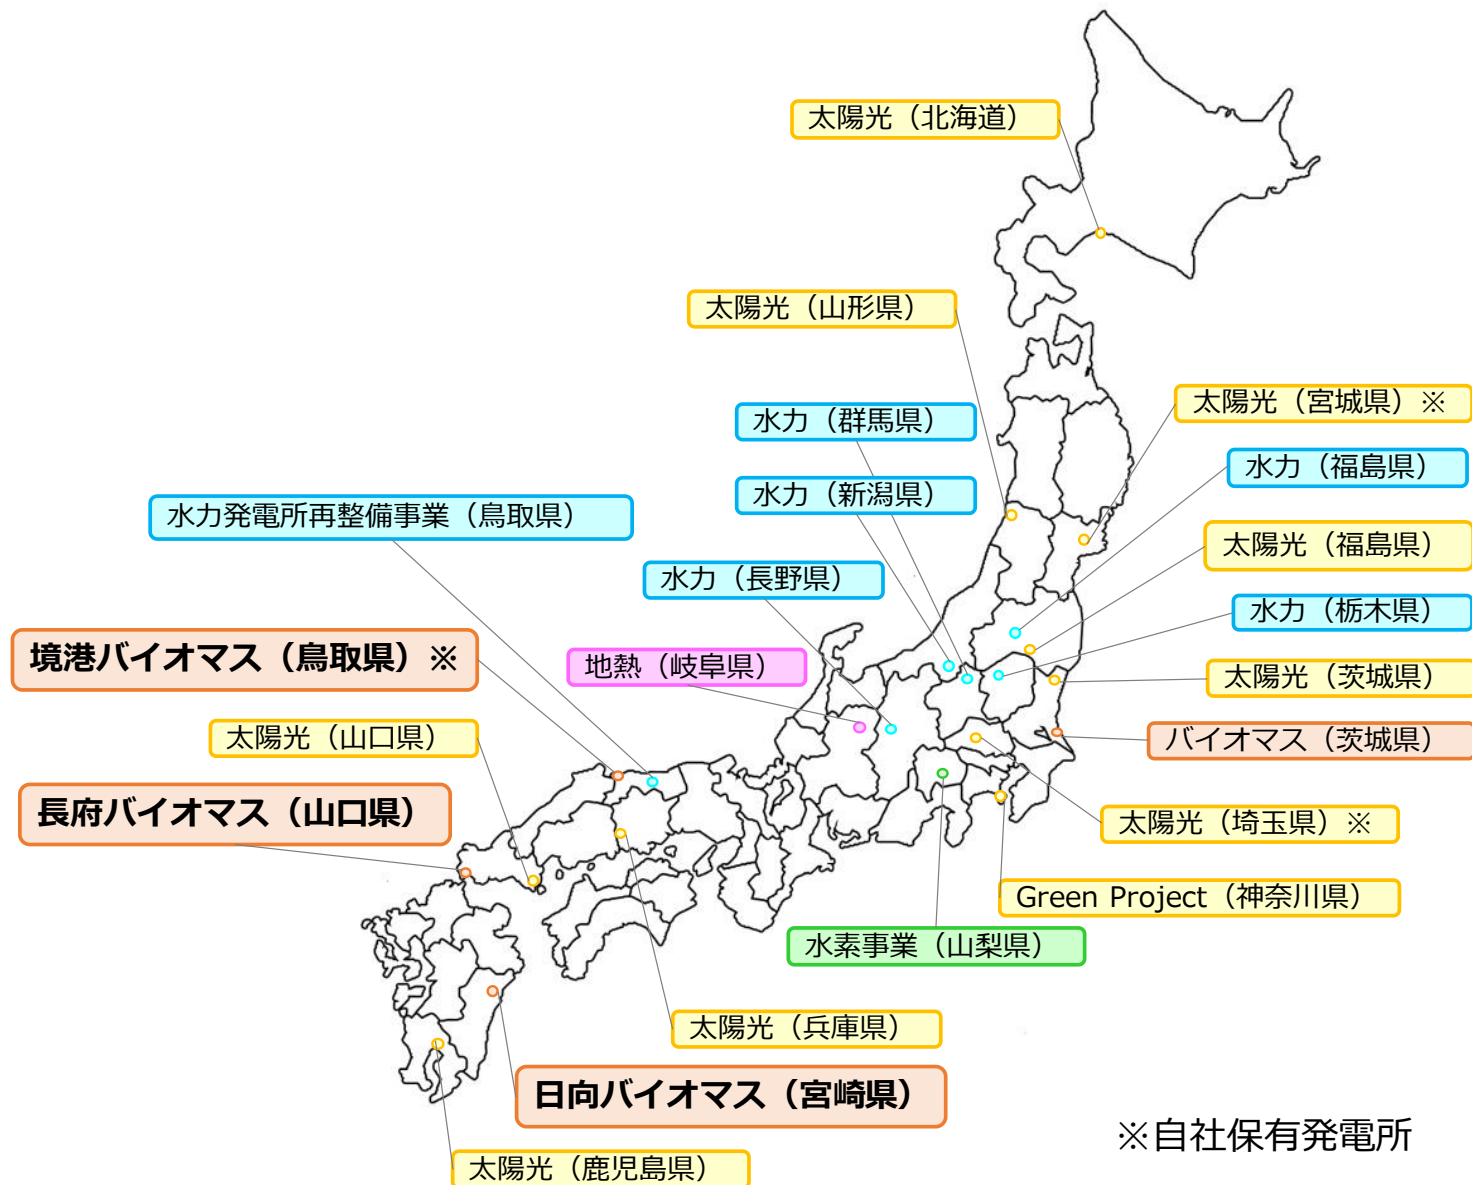 太陽光（北海道）
太陽光（山形県）
太陽光（宮城県）※
水力（群馬県）
水力（福島県）
水力（新潟県）
水力発電所再整備事業（鳥取県）
太陽光（福島県）
水力（長野県）
水力（栃木県）
境港バイオマス（鳥取県）※
地熱（岐阜県）
太陽光（茨城県）
太陽光（山口県）
バイオマス（茨城県）
長府バイオマス（山口県）
太陽光（埼玉県）※
Green Project（神奈川県）
水素事業（山梨県）
太陽光（兵庫県）
日向バイオマス（宮崎県）
※自社保有発電所
太陽光（鹿児島県）